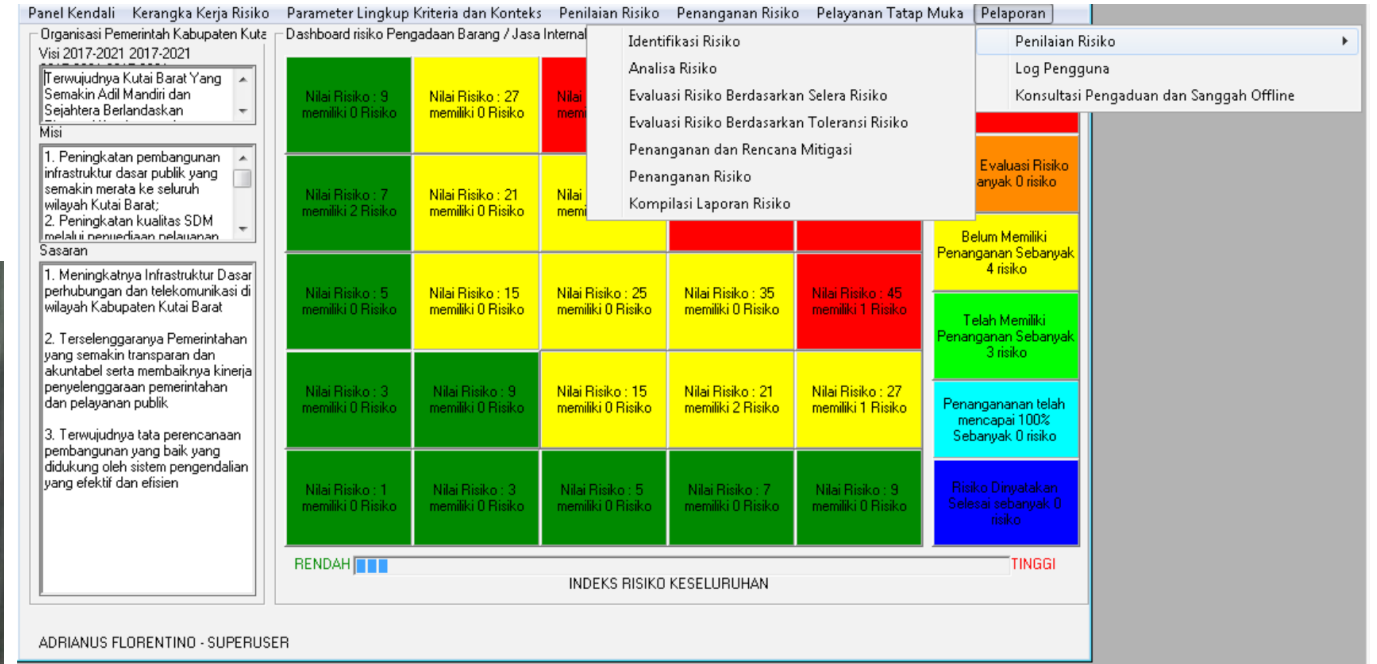 Panel Kendali Kerangka Kerja Risiko Parameter Lingkup Kriteria dan Konteks Penilaian Risiko Penanganan Risiko Pelayanan Tatap Muka Pelaporan
Organisasi Pemerintah Kabupaten Kuta
Visi 2017-2021 2017-2021
Terwujudnya Kutai Barat Yang
Semakin Adil Mandiri dan
Sejahtera Berlandaskan
Misi
1. Peningkatan pembangunan
infrastruktur dasar publik yang
semakin merata ke seluruh
wilayah Kutai Barat;
2. Peningkatan kualitas SDM
melalui penyediaan pelayanan
Sasaran
1. Meningkatnya Infrastruktur Dasar
perhubungan dan telekomunikasi di
wilayah Kabupaten Kutai Barat
2. Terselenggaranya Pemerintahan
yang semakin transparan dan
akuntabel serta membaiknya kinerja
penyelenggaraan pemerintahan
dan pelayanan publik
3. Terwujudnya tata perencanaan
pembangunan yang baik yang
didukung oleh sistem pengendalian
yang efektif dan efisien
Dashboard risiko Pengadaan Barang / Jasa Internal
Identifikasi Risiko
Analisa Risiko
Evaluasi Risiko Berdasarkan Selera Risiko
Evaluasi Risiko Berdasarkan Toleransi Risiko
Penanganan dan Rencana Mitigasi
Penanganan Risiko
Kompilasi Laporan Risiko
Penilaian Risiko
Log Pengguna
Konsultasi Pengaduan dan Sanggah Offline
Nilai Risiko : 9
memiliki 0 Risiko
Nilai Risiko : 27
memiliki 0 Risiko
Nilai
memi
Nilai Risiko : 7
memiliki 2 Risiko
Nilai Risiko : 21
memiliki 0 Risiko
Nilai
memi
Nilai Risiko : 5
memiliki 0 Risiko
Nilai Risiko : 15
memiliki 0 Risiko
Nilai Risiko : 25
memiliki 0 Risiko
Nilai Risiko : 35
memiliki 0 Risiko
Nilai Risiko : 45
memiliki 1 Risiko
Nilai Risiko : 3
memiliki 0 Risiko
Nilai Risiko : 9
memiliki 0 Risiko
Nilai Risiko : 15
memiliki 0 Risiko
Nilai Risiko : 21
memiliki 2 Risiko
Nilai Risiko : 27
memiliki 1 Risiko
Nilai Risiko : 1
memiliki 0 Risiko
Nilai Risiko : 3
memiliki 0 Risiko
Nilai Risiko : 5
memiliki 0 Risiko
Nilai Risiko : 7
memiliki 0 Risiko
Nilai Risiko : 9
memiliki 0 Risiko
Evaluasi Risiko
anyak 0 risiko
Belum Memiliki
Penanganan Sebanyak
4 risiko
Telah Memiliki
Penanganan Sebanyak
3 risiko
Penangananan telah
mencapai 100%
Sebanyak 0 risiko
Risiko Dinyatakan
Selesai sebanyak 0
risiko
RENDAH
TINGGI
INDEKS RISIKO KESELURUHAN
ADRIANUS FLORENTINO - SUPERUSER